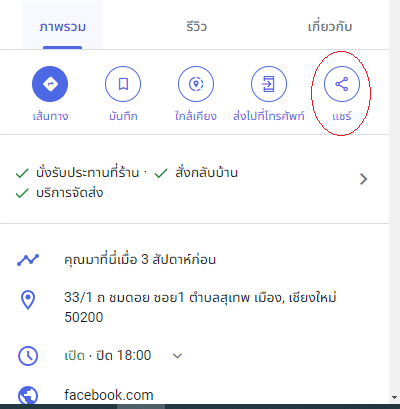 ภาพรวม รีวิว เกี่ยวกับ
เส้นทาง บันทึก ใกล้เคียง ส่งไปที่โทรศัพท์ แชร์
นั่งรับประทานที่ร้าน · สั่งกลับบ้าน
บริการจัดส่ง
คุณมาที่นี่เมื่อ 3 สัปดาห์ก่อน
33/1 ถ ชมดอย ซอย1 ตำบลสุเทพ เมือง, เชียงใหม่
50200
เปิด · ปิด 18:00
facebook.com